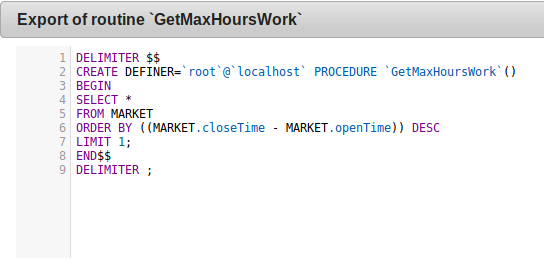 Export of routine `GetMaxHoursWork`
1 DELIMITER $$
2 CREATE DEFINER=`root`@`localhost` PROCEDURE `GetMaxHoursWork`()
3 BEGIN
4 SELECT *
5 FROM MARKET
6 ORDER BY ((MARKET.closeTime - MARKET.openTime)) DESC
7 LIMIT 1;
8 END$$
9 DELIMITER ;